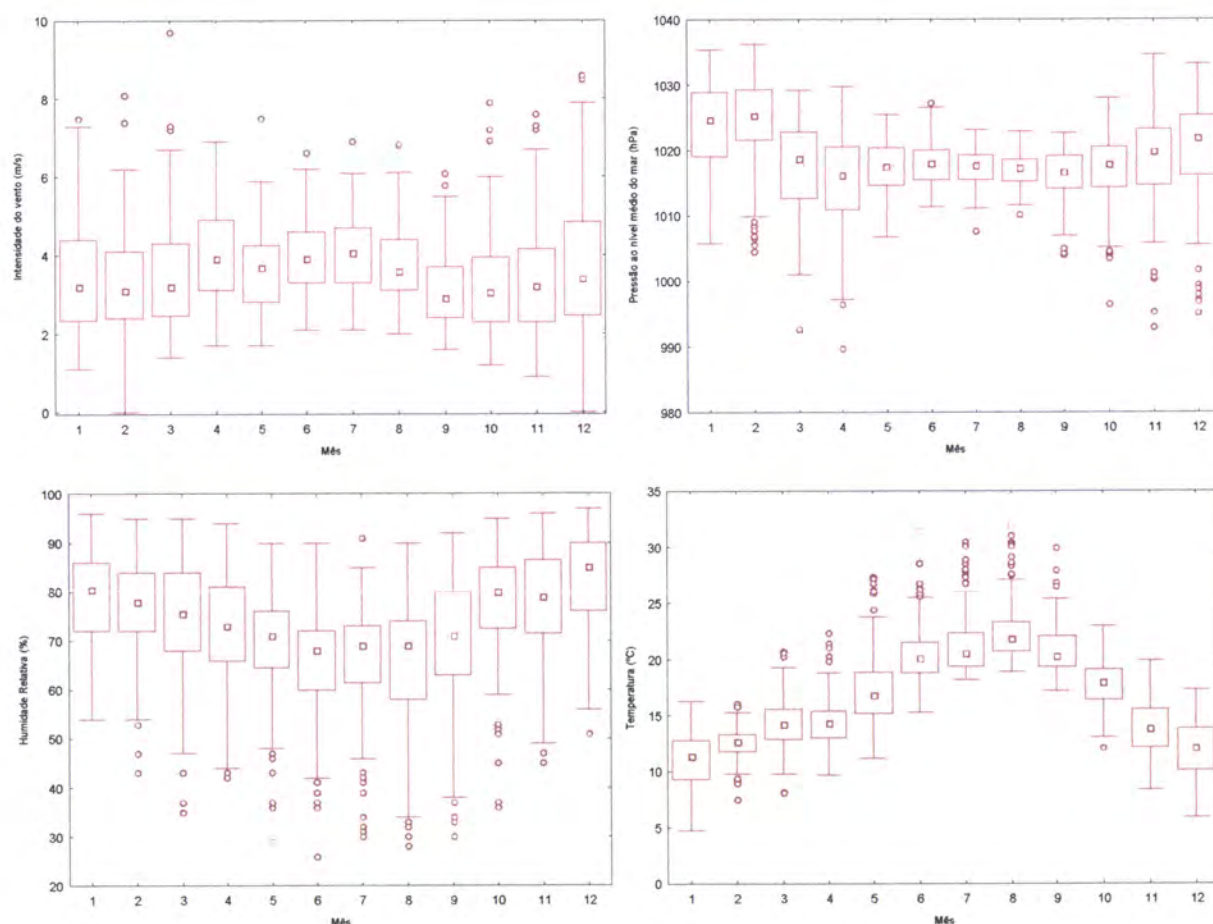 Intensidade do vento (m/s)
10
8
6
4
2
0
1 2 3 4 5 6 7 8 9 10 11 12
Mês
Pressão ao nível médio do mar (hPa)
1040
1030
1020
1010
1000
990
980
1 2 3 4 5 6 7 8 9 10 11 12
Mês
Humidade Relativa (%)
100
90
80
70
60
50
40
30
20
1 2 3 4 5 6 7 8 9 10 11 12
Mês
Temperatura (ºC)
35
30
25
20
15
10
5
0
1 2 3 4 5 6 7 8 9 10 11 12
Mês